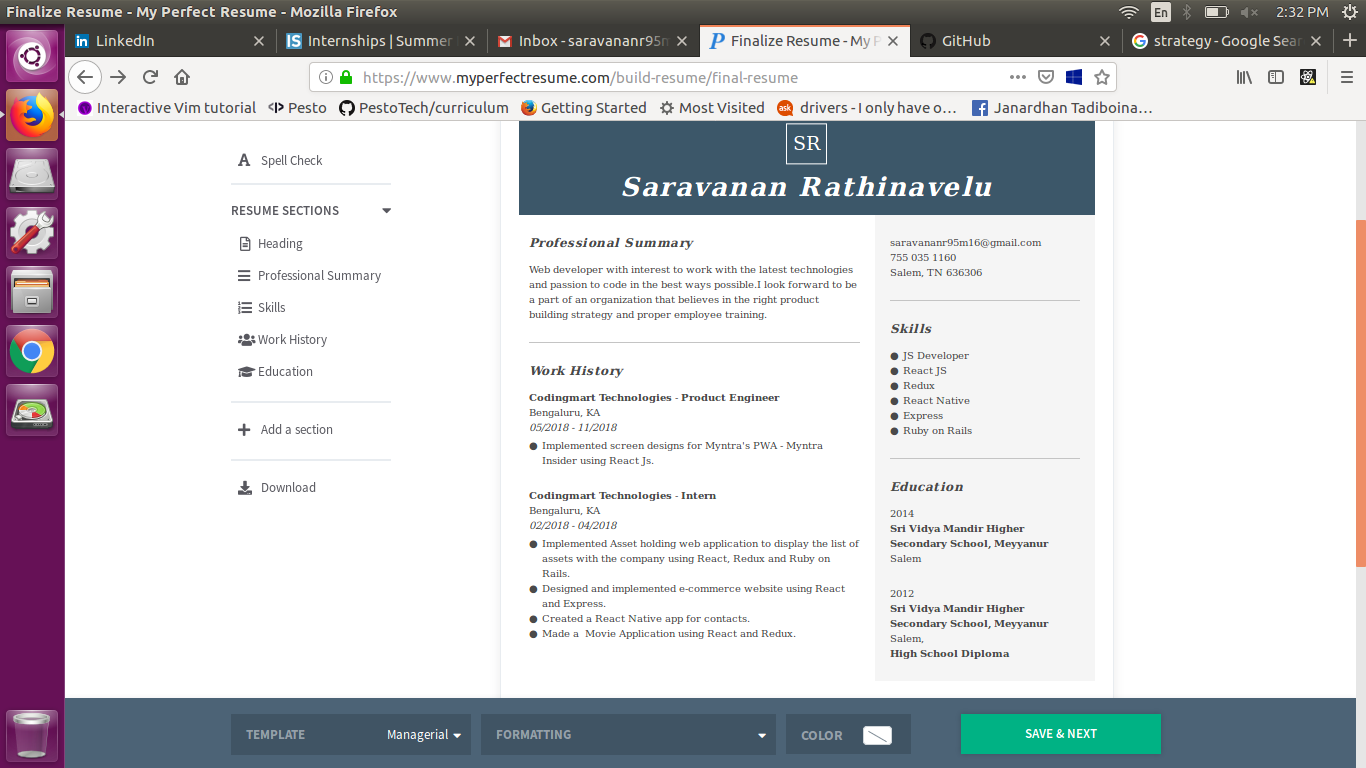 Finalize Resume - My Perfect Resume - Mozilla Firefox
En
2:32 PM
LinkedIn
Internships | Summer
Inbox - saravananr95m
Finalize Resume - My P
GitHub
strategy - Google Sear
https://www.myperfectresume.com/build-resume/final-resume
Interactive Vim tutorial
Pesto
PestoTech/curriculum
Getting Started
Most Visited
drivers - I only have o…
Janardhan Tadiboina…
Spell Check
RESUME SECTIONS
Heading
Professional Summary
Skills
Work History
Education
Add a section
Download
SR
Saravanan Rathinavelu
Professional Summary
Web developer with interest to work with the latest technologies
and passion to code in the best ways possible.I look forward to be
a part of an organization that believes in the right product
building strategy and proper employee training.
Work History
Codingmart Technologies - Product Engineer
Bengaluru, KA
05/2018 - 11/2018
● Implemented screen designs for Myntra's PWA - Myntra
Insider using React Js.
Codingmart Technologies - Intern
Bengaluru, KA
02/2018 - 04/2018
● Implemented Asset holding web application to display the list of
assets with the company using React, Redux and Ruby on
Rails.
● Designed and implemented e-commerce website using React
and Express.
● Created a React Native app for contacts.
● Made a  Movie Application using React and Redux.
saravananr95m16@gmail.com
755 035 1160
Salem, TN 636306
Skills
● JS Developer
● React JS
● Redux
● React Native
● Express
● Ruby on Rails
Education
2014
Sri Vidya Mandir Higher
Secondary School, Meyyanur
Salem
2012
Sri Vidya Mandir Higher
Secondary School, Meyyanur
Salem,
High School Diploma
TEMPLATE
Managerial
FORMATTING
COLOR
SAVE & NEXT